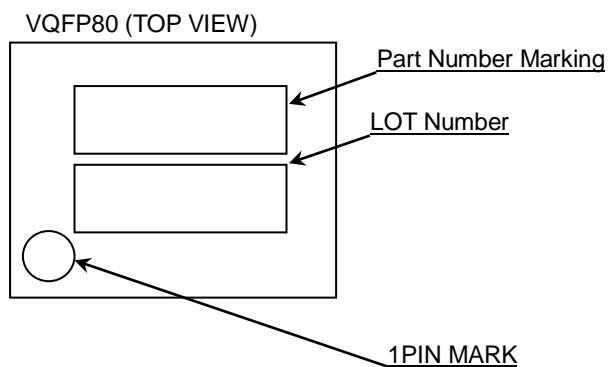 VQFP80 (TOP VIEW)
Part Number Marking
LOT Number
1PIN MARK